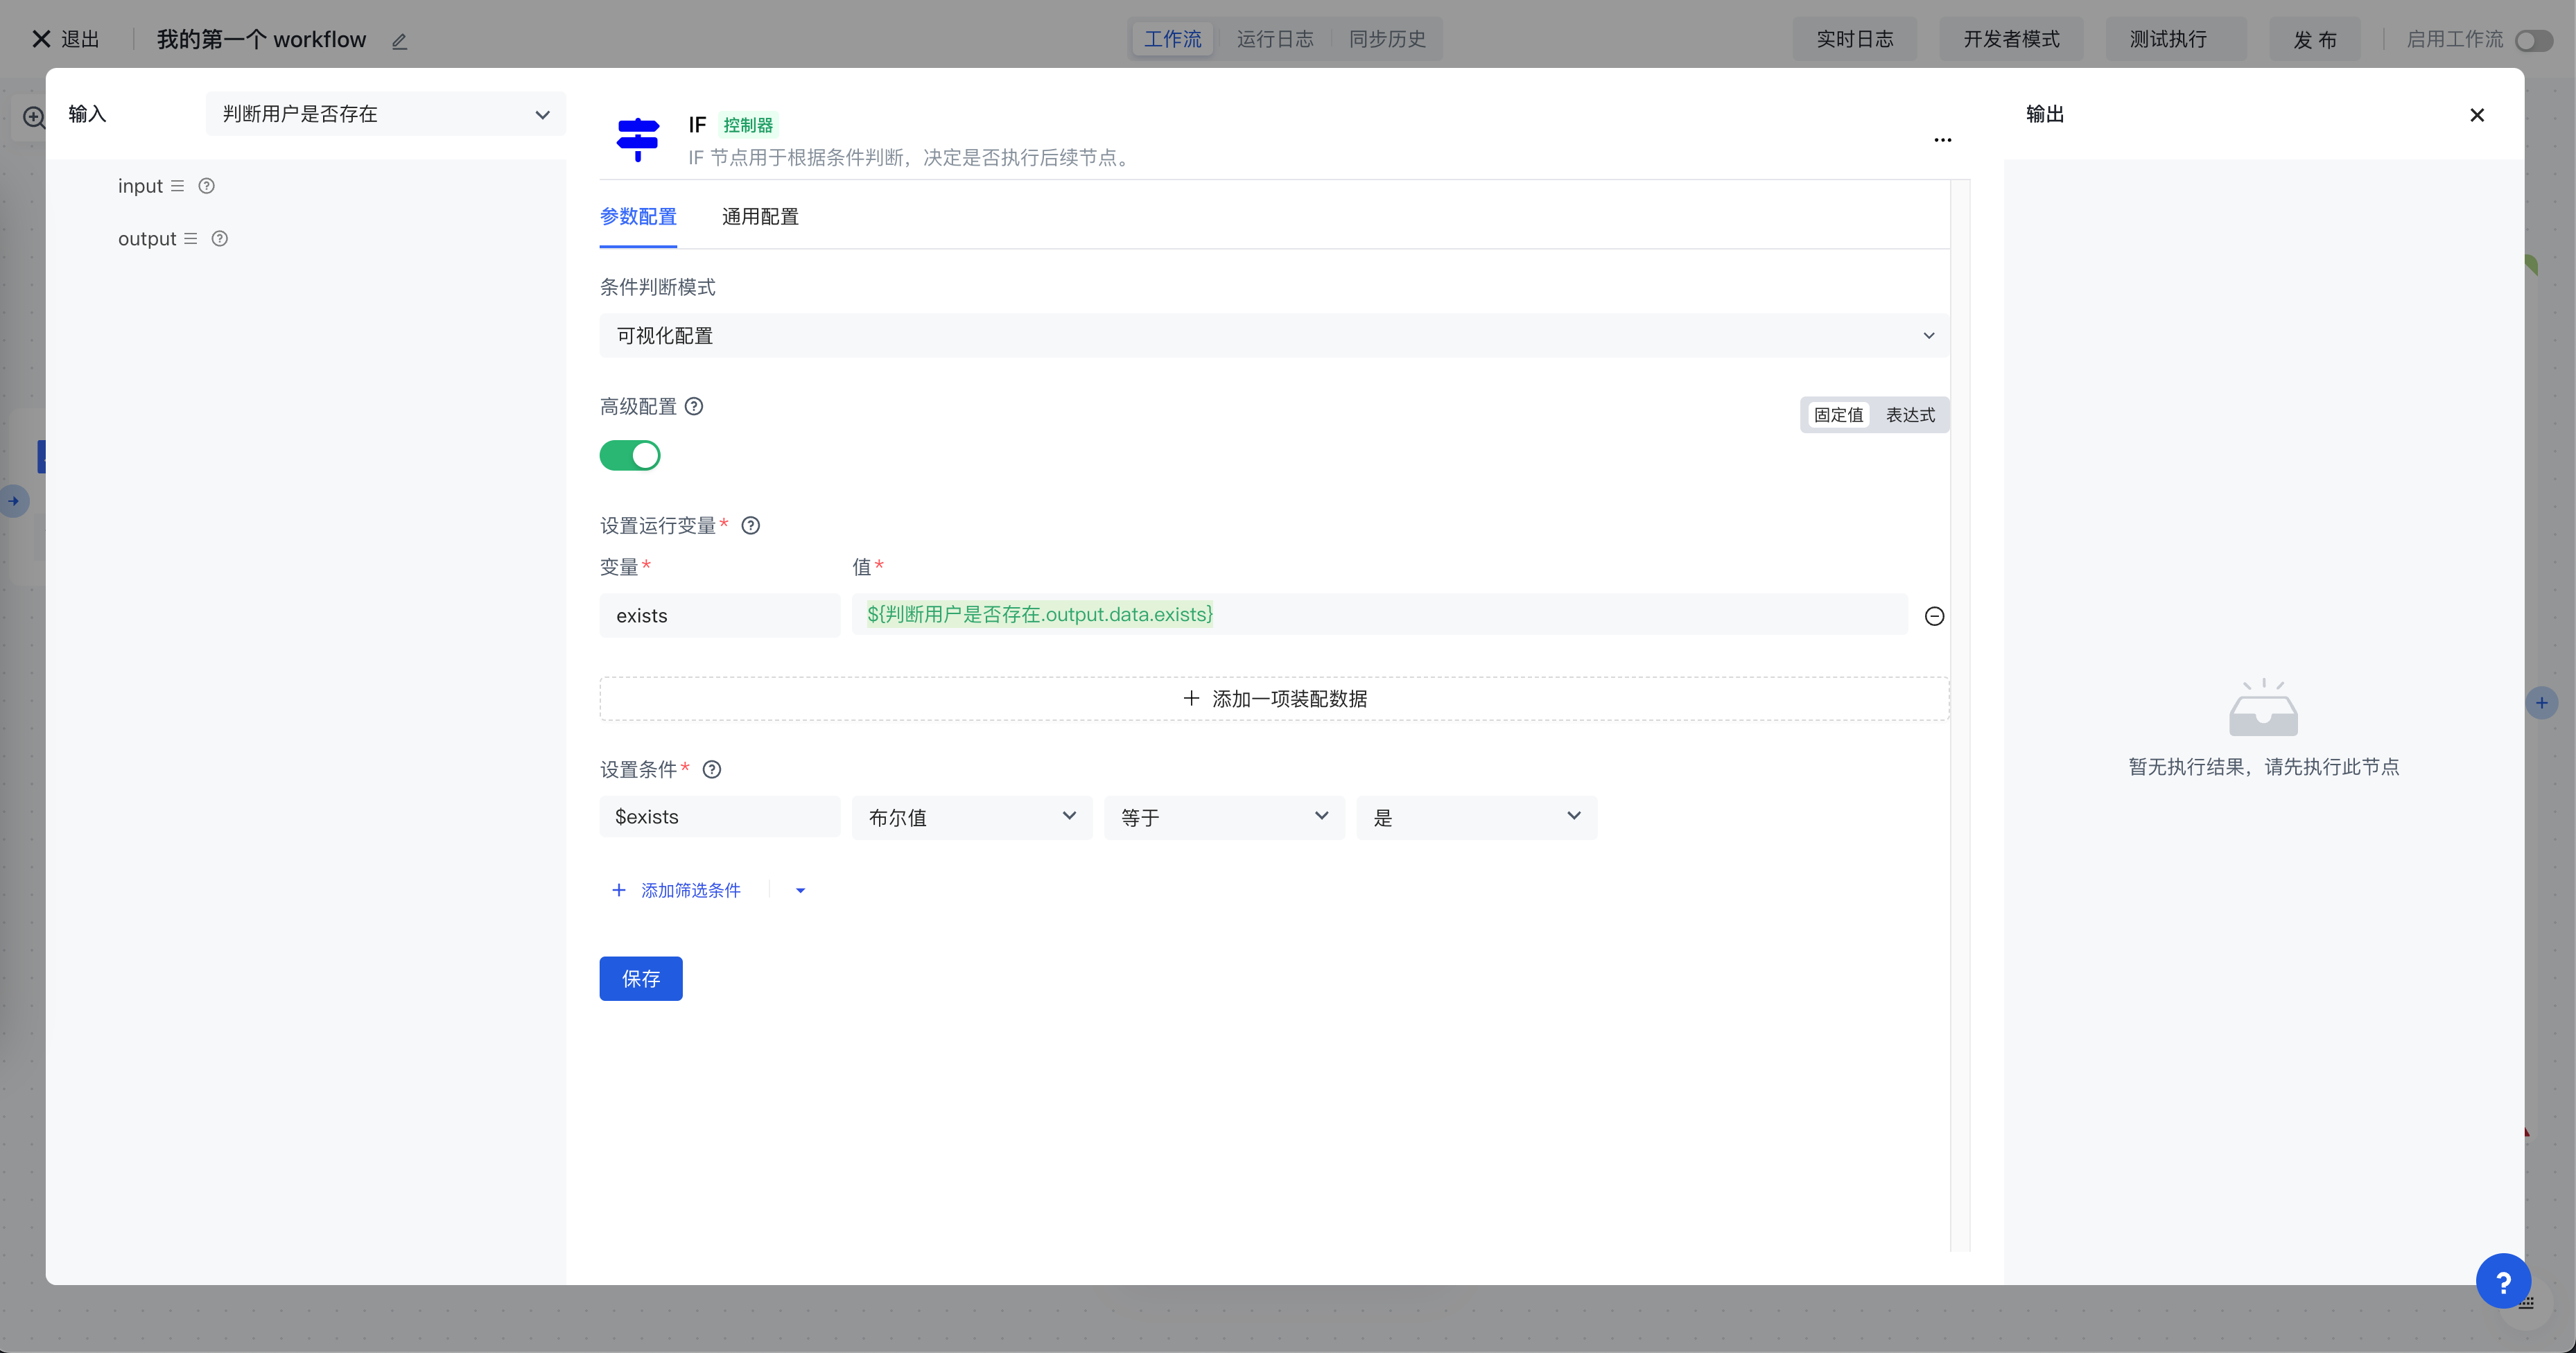 退出
我的第一个 workflow
工作流
运行日志
同步历史
实时日志
开发者模式
测试执行
发 布
启用工作流
输入
判断用户是否存在
input
output
IF 控制器
IF 节点用于根据条件判断，决定是否执行后续节点。
参数配置
通用配置
条件判断模式
可视化配置
高级配置
固定值
表达式
设置运行变量*
变量*
值*
exists
${判断用户是否存在.output.data.exists}
+ 添加一项装配数据
设置条件*
$exists
布尔值
等于
是
+ 添加筛选条件
保存
输出
暂无执行结果，请先执行此节点